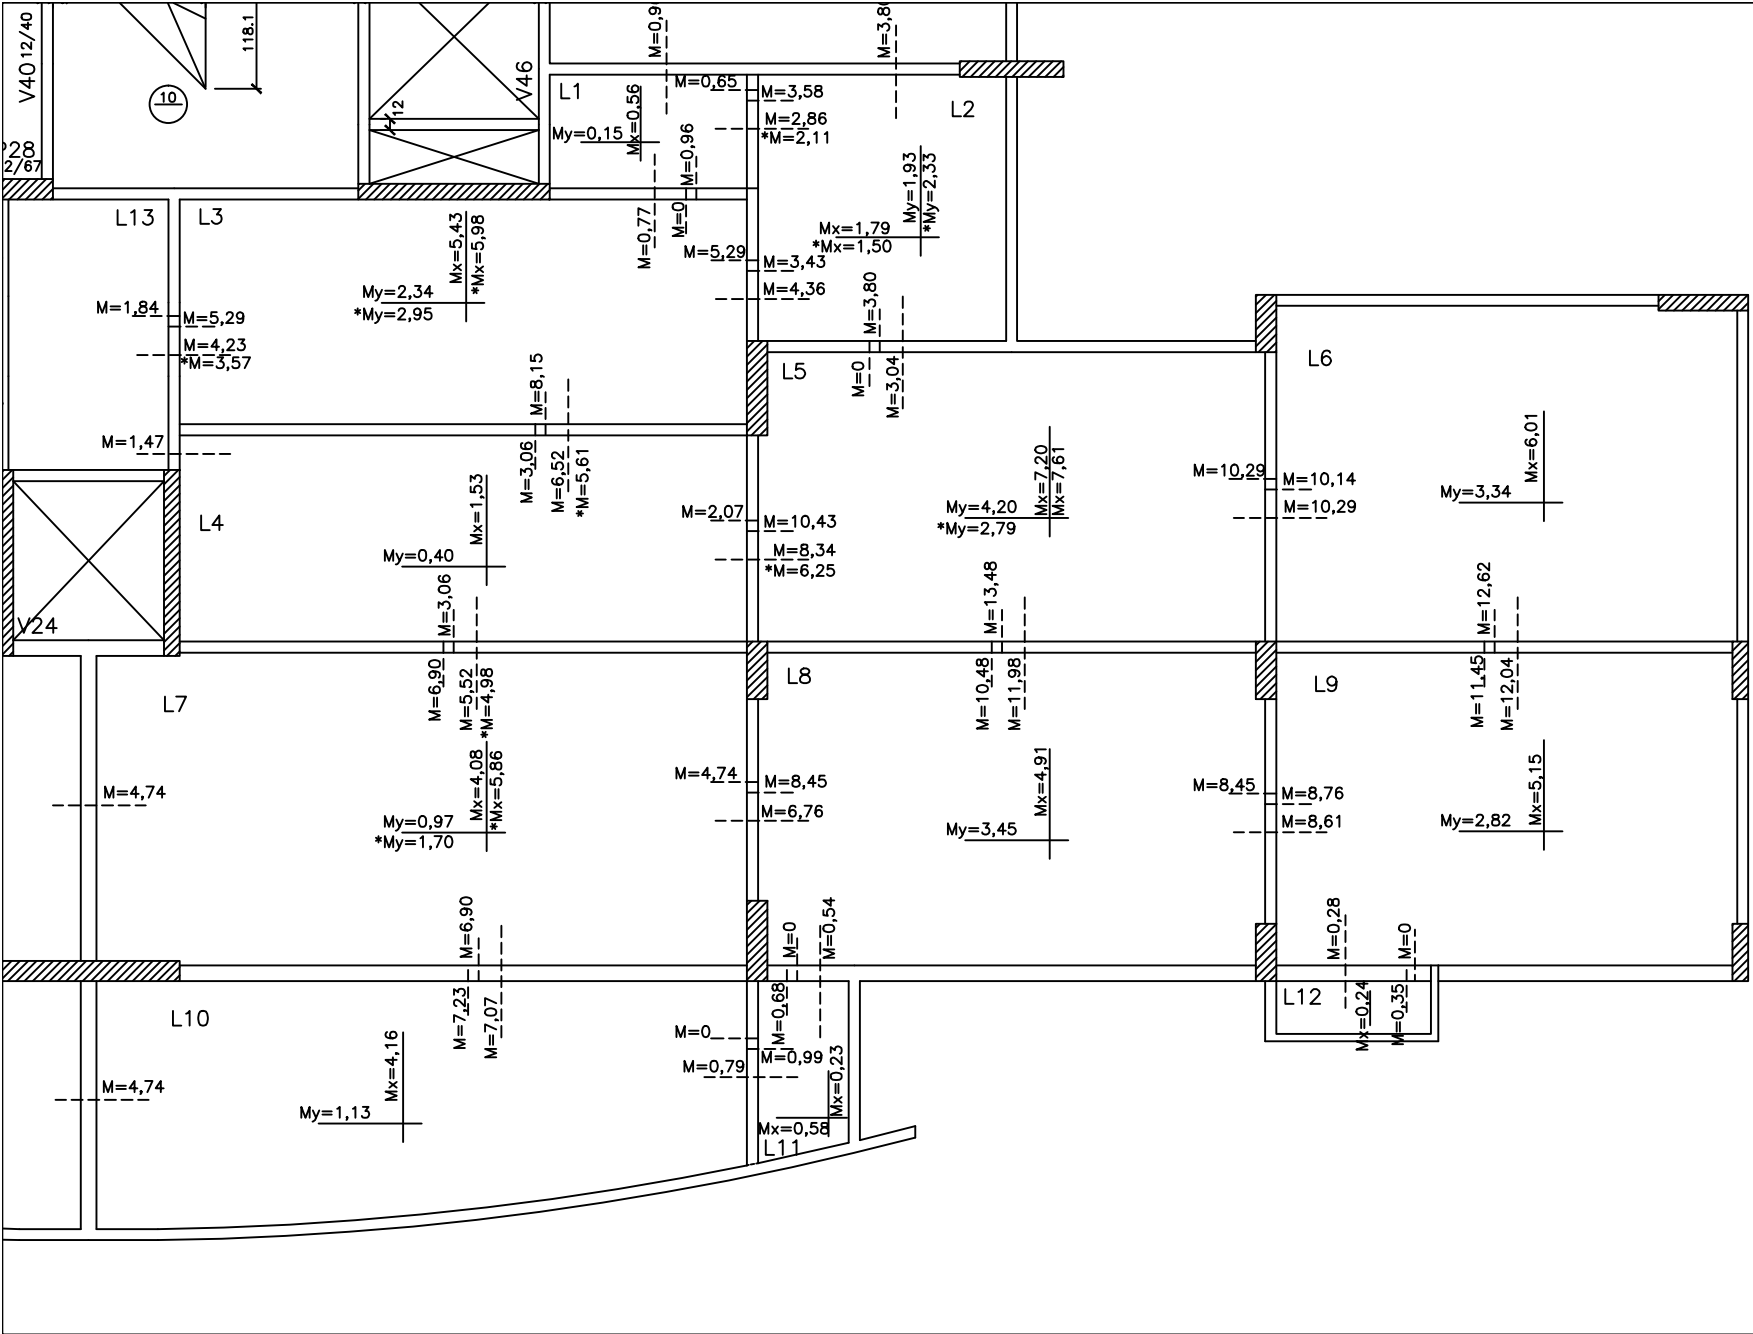 V40 12/40
118.1
10
12
V46
P28
2/67
L1
My=0,15
Mx=0,56
M=0,65
M=0,96
M=3,58
M=2,86
*M=2,11
L2
My=1,93
*My=2,33
Mx=1,79
*Mx=1,50
L13
L3
Mx=5,43
*Mx=5,98
My=2,34
*My=2,95
M=0,77
M=0
M=5,29
M=3,43
M=4,36
M=3,80
M=1,84
M=5,29
M=4,23
*M=3,57
M=8,15
L5
M=0
M=3,04
L6
M=1,47
M=3,06
M=6,52
*M=5,61
L4
Mx=1,53
My=0,40
M=2,07
M=10,43
M=8,34
*M=6,25
Mx=7,20
Mx=7,61
My=4,20
*My=2,79
M=10,29
M=10,14
M=10,29
Mx=6,01
My=3,34
V24
M=3,06
M=13,48
M=12,62
L7
M=6,90
M=5,52
*M=4,98
L8
M=10,48
M=11,98
L9
M=11,45
M=12,04
M=4,74
Mx=4,08
*Mx=5,86
My=0,97
*My=1,70
M=4,74
M=8,45
M=6,76
Mx=4,91
My=3,45
M=8,45
M=8,76
M=8,61
Mx=5,15
My=2,82
M=6,90
M=0
M=0,54
M=0,28
M=0
L10
M=7,23
M=7,07
M=0,68
L12
Mx=0,24
M=0,35
M=4,74
Mx=4,16
My=1,13
M=0
M=0,99
M=0,79
Mx=0,23
Mx=0,58
L11